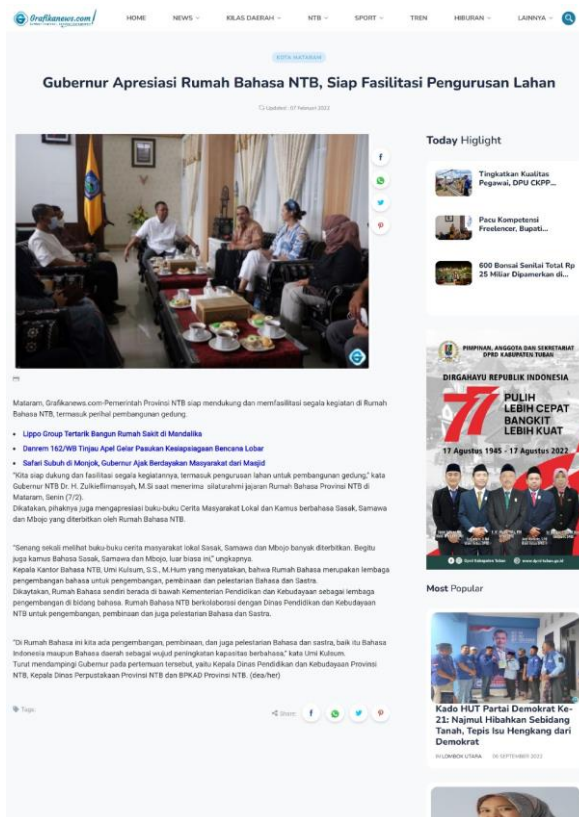 Grafikanews.com
HOME
NEWS
KILAS DAERAH
NTB
SPORT
TREN
HIBURAN
LAINNYA
KOTA MATARAM
Gubernur Apresiasi Rumah Bahasa NTB, Siap Fasilitasi Pengurusan Lahan
Updated : 07 Februari 2022
Mataram, Grafikanews.com-Pemerintah Provinsi NTB siap mendukung dan memfasilitasi segala kegiatan di Rumah
Bahasa NTB, termasuk perihal pembangunan gedung.
Lippo Group Tertarik Bangun Rumah Sakit di Mandalika
Danrem 162/WB Tinjau Apel Gelar Pasukan Kesiapsiagaan Bencana Lobar
Safari Subuh di Monjok, Gubernur Ajak Berdayakan Masyarakat dari Masjid
"Kita siap dukung dan fasilitasi segala kegiatannya, termasuk pengurusan lahan untuk pembangunan gedung," kata
Gubernur NTB Dr. H. Zulkieflimansyah, M.Si saat menerima silaturahmi jajaran Rumah Bahasa Provinsi NTB di
Mataram, Senin (7/2).
Dikatakan, pihaknya juga mengapresiasi buku-buku Cerita Masyarakat Lokal dan Kamus berbahasa Sasak, Samawa
dan Mbojo yang diterbitkan oleh Rumah Bahasa NTB.
"Senang sekali melihat buku-buku cerita masyarakat lokal Sasak, Samawa dan Mbojo banyak diterbitkan. Begitu
juga kamus Bahasa Sasak, Samawa dan Mbojo, luar biasa ini," ungkapnya.
Kepala Kantor Bahasa NTB, Umi Kulsum, S.S., M.Hum yang menyatakan, bahwa Rumah Bahasa merupakan lembaga
pengembangan bahasa untuk pengembangan, pembinaan dan pelestarian Bahasa dan Sastra.
Dikaytakan, Rumah Bahasa sendiri berada di bawah Kementerian Pendidikan dan Kebudayaan sebagai lembaga
pengembangan di bidang bahasa. Rumah Bahasa NTB berkolaborasi dengan Dinas Pendidikan dan Kebudayaan
NTB untuk pengembangan, pembinaan dan juga pelestarian Bahasa dan Sastra.
"Di Rumah Bahasa ini kita ada pengembangan, pembinaan, dan juga pelestarian Bahasa dan sastra, baik itu Bahasa
Indonesia maupun Bahasa daerah sebagai wujud peningkatan kapasitas berbahasa," kata Umi Kulsum.
Turut mendampingi Gubernur pada pertemuan tersebut, yaitu Kepala Dinas Pendidikan dan Kebudayaan Provinsi
NTB, Kepala Dinas Perpustakaan Provinsi NTB dan BPKAD Provinsi NTB. (dea/her)
Tags:
Share:
Today Higlight
Tingkatkan Kualitas
Pegawai, DPU CKPP...
Pacu Kompetensi
Freelencer, Bupati...
600 Bonsai Senilai Total Rp
25 Miliar Dipamerkan di...
PIMPINAN, ANGGOTA DAN SEKRETARIAT
DPRD KABUPATEN TUBAN
DIRGAHAYU REPUBLIK INDONESIA
77
PULIH
LEBIH CEPAT
BANGKIT
LEBIH KUAT
17 Agustus 1945 - 17 Agustus 2022
Most Popular
Kado HUT Partai Demokrat Ke-
21: Najmul Hibahkan Sebidang
Tanah, Tepis Isu Hengkang dari
Demokrat
IN LOMBOK UTARA